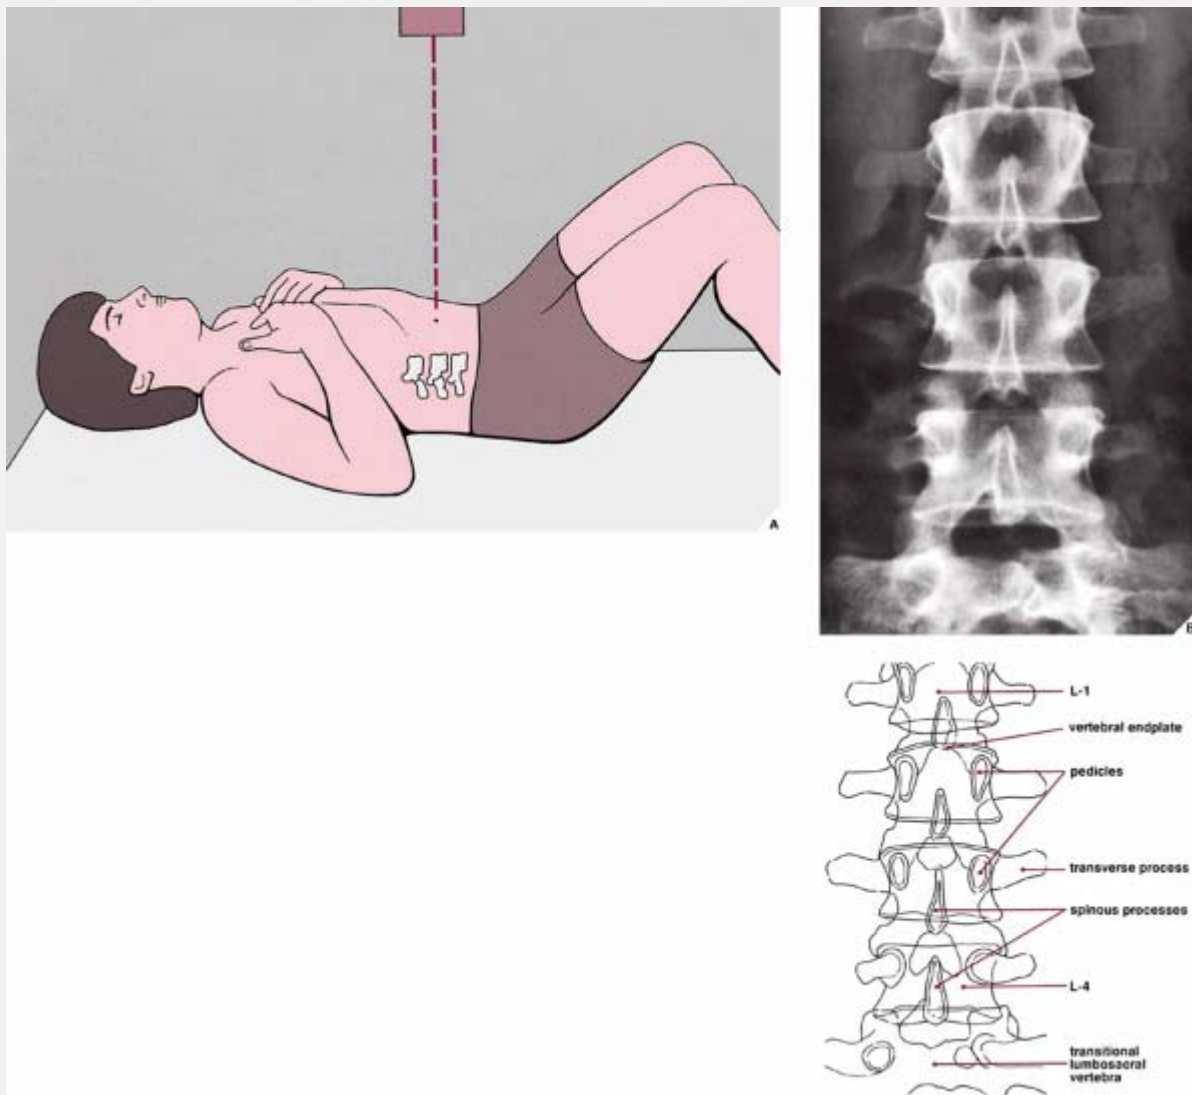 A
B
L-1
vertebral endplate
pedicles
transverse process
spinous processes
L-4
transitional
lumbosacral
vertebra